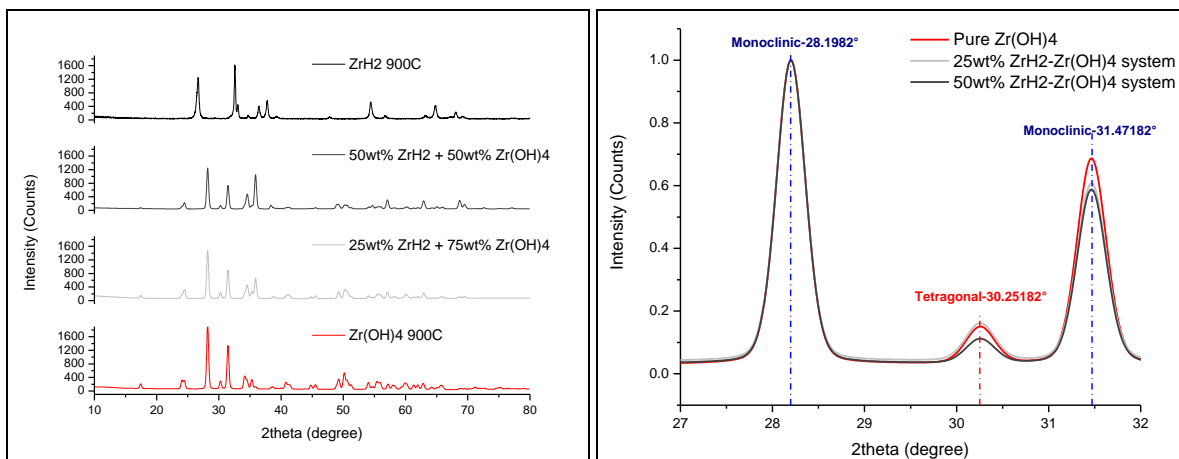 ZrH2 900C
50wt% ZrH2 + 50wt% Zr(OH)4
25wt% ZrH2 + 75wt% Zr(OH)4
Zr(OH)4 900C
1600
1200
800
400
0
1600
1200
800
400
0
1600
1200
800
400
0
1600
1200
800
400
0
Intensity (Counts)
10 20 30 40 50 60 70 80
2theta (degree)
Monoclinic-28.1982°
Pure Zr(OH)4
25wt% ZrH2-Zr(OH)4 system
50wt% ZrH2-Zr(OH)4 system
Monoclinic-31.47182°
Tetragonal-30.25182°
1.0
0.8
0.6
0.4
0.2
0.0
Intensity (Counts)
27 28 29 30 31 32
2theta (degree)